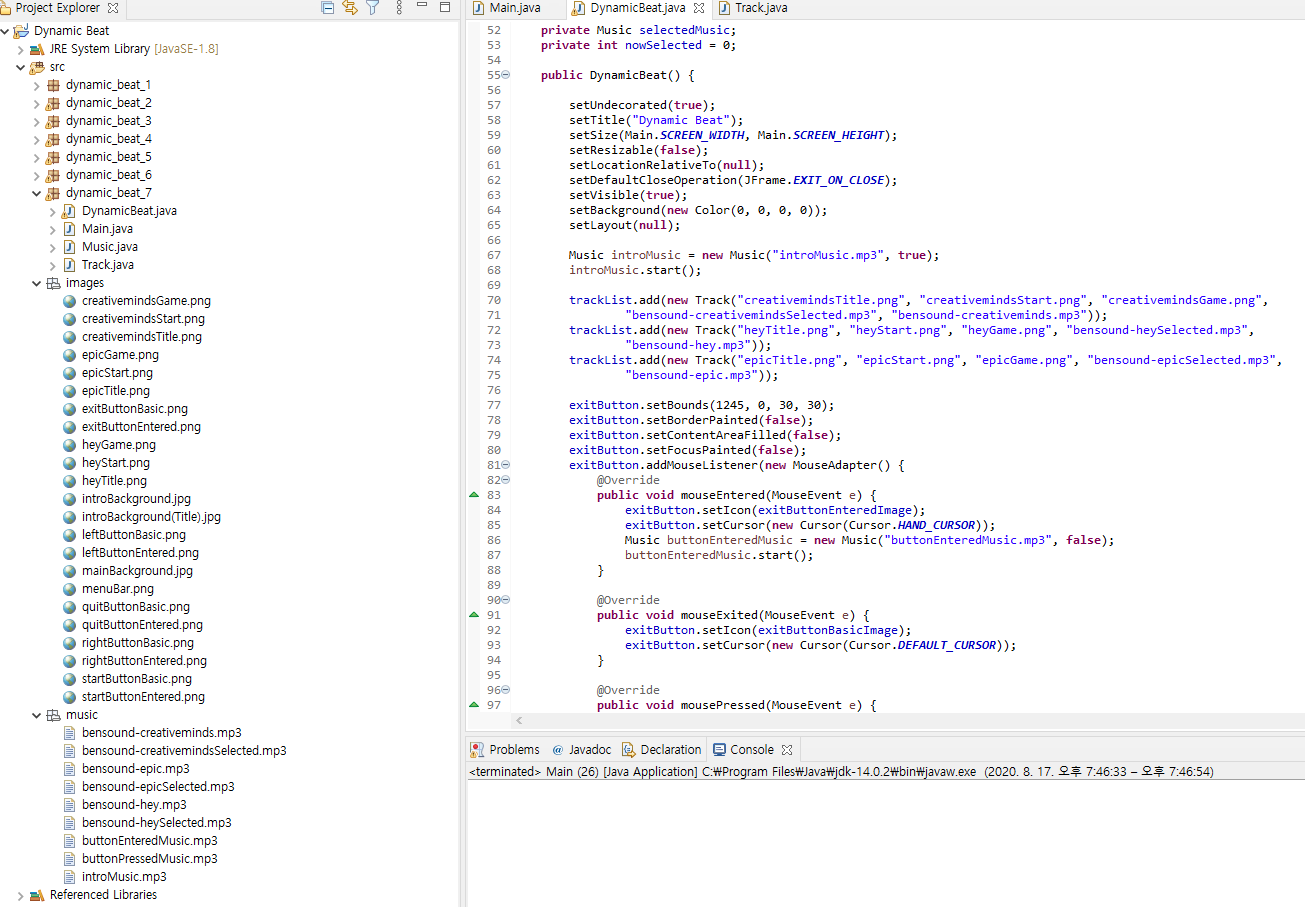 Project Explorer
Dynamic Beat
JRE System Library [JavaSE-1.8]
src
dynamic_beat_1
dynamic_beat_2
dynamic_beat_3
dynamic_beat_4
dynamic_beat_5
dynamic_beat_6
dynamic_beat_7
DynamicBeat.java
Main.java
Music.java
Track.java
images
creativemindsGame.png
creativemindsStart.png
creativemindsTitle.png
epicGame.png
epicStart.png
epicTitle.png
exitButtonBasic.png
exitButtonEntered.png
heyGame.png
heyStart.png
heyTitle.png
introBackground.jpg
introBackground(Title).jpg
leftButtonBasic.png
leftButtonEntered.png
mainBackground.jpg
menuBar.png
quitButtonBasic.png
quitButtonEntered.png
rightButtonBasic.png
rightButtonEntered.png
startButtonBasic.png
startButtonEntered.png
music
bensound-creativeminds.mp3
bensound-creativemindsSelected.mp3
bensound-epic.mp3
bensound-epicSelected.mp3
bensound-hey.mp3
bensound-heySelected.mp3
buttonEnteredMusic.mp3
buttonPressedMusic.mp3
introMusic.mp3
Referenced Libraries
Main.java DynamicBeat.java Track.java
52 private Music selectedMusic;
53 private int nowSelected = 0;
54
55 public DynamicBeat() {
56
57 setUndecorated(true);
58 setTitle("Dynamic Beat");
59 setSize(Main.SCREEN_WIDTH, Main.SCREEN_HEIGHT);
60 setResizable(false);
61 setLocationRelativeTo(null);
62 setDefaultCloseOperation(JFrame.EXIT_ON_CLOSE);
63 setVisible(true);
64 setBackground(new Color(0, 0, 0, 0));
65 setLayout(null);
66
67 Music introMusic = new Music("introMusic.mp3", true);
68 introMusic.start();
69
70 trackList.add(new Track("creativemindsTitle.png", "creativemindsStart.png", "creativemindsGame.png",
71 "bensound-creativemindsSelected.mp3", "bensound-creativeminds.mp3"));
72 trackList.add(new Track("heyTitle.png", "heyStart.png", "heyGame.png", "bensound-heySelected.mp3",
73 "bensound-hey.mp3"));
74 trackList.add(new Track("epicTitle.png", "epicStart.png", "epicGame.png", "bensound-epicSelected.mp3",
75 "bensound-epic.mp3"));
76
77 exitButton.setBounds(1245, 0, 30, 30);
78 exitButton.setBorderPainted(false);
79 exitButton.setContentAreaFilled(false);
80 exitButton.setFocusPainted(false);
81 exitButton.addMouseListener(new MouseAdapter() {
82 @Override
83 public void mouseEntered(MouseEvent e) {
84 exitButton.setIcon(exitButtonEnteredImage);
85 exitButton.setCursor(new Cursor(Cursor.HAND_CURSOR));
86 Music buttonEnteredMusic = new Music("buttonEnteredMusic.mp3", false);
87 buttonEnteredMusic.start();
88 }
89
90 @Override
91 public void mouseExited(MouseEvent e) {
92 exitButton.setIcon(exitButtonBasicImage);
93 exitButton.setCursor(new Cursor(Cursor.DEFAULT_CURSOR));
94 }
95
96 @Override
97 public void mousePressed(MouseEvent e) {
Problems @ Javadoc Declaration Console
<terminated> Main (26) [Java Application] C:₩Program Files₩Java₩jdk-14.0.2₩bin₩javaw.exe (2020. 8. 17. 오후 7:46:33 – 오후 7:46:54)